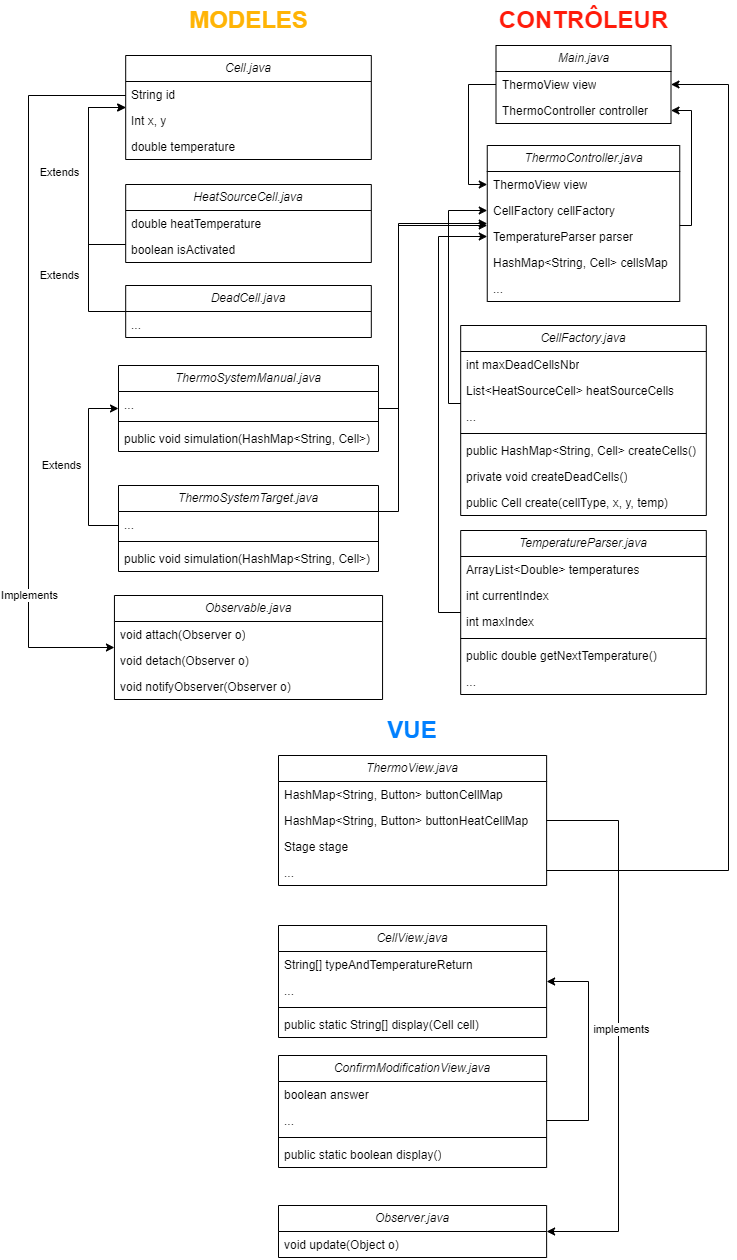 MODELES
Cell.java
String id
Int x, y
double temperature
Extends
HeatSourceCell.java
double heatTemperature
boolean isActivated
Extends
DeadCell.java
...
ThermoSystemManual.java
...
public void simulation(HashMap<String, Cell>)
Extends
ThermoSystemTarget.java
...
public void simulation(HashMap<String, Cell>)
Implements
Observable.java
void attach(Observer o)
void detach(Observer o)
void notifyObserver(Observer o)
CONTRÔLEUR
Main.java
ThermoView view
ThermoController controller
ThermoController.java
ThermoView view
CellFactory cellFactory
TemperatureParser parser
HashMap<String, Cell> cellsMap
...
CellFactory.java
int maxDeadCellsNbr
List<HeatSourceCell> heatSourceCells
...
public HashMap<String, Cell> createCells()
private void createDeadCells()
public Cell create(cellType, x, y, temp)
TemperatureParser.java
ArrayList<Double> temperatures
int currentIndex
int maxIndex
public double getNextTemperature()
...
VUE
ThermoView.java
HashMap<String, Button> buttonCellMap
HashMap<String, Button> buttonHeatCellMap
Stage stage
...
CellView.java
String[] typeAndTemperatureReturn
...
public static String[] display(Cell cell)
implements
ConfirmModificationView.java
boolean answer
...
public static boolean display()
Observer.java
void update(Object o)